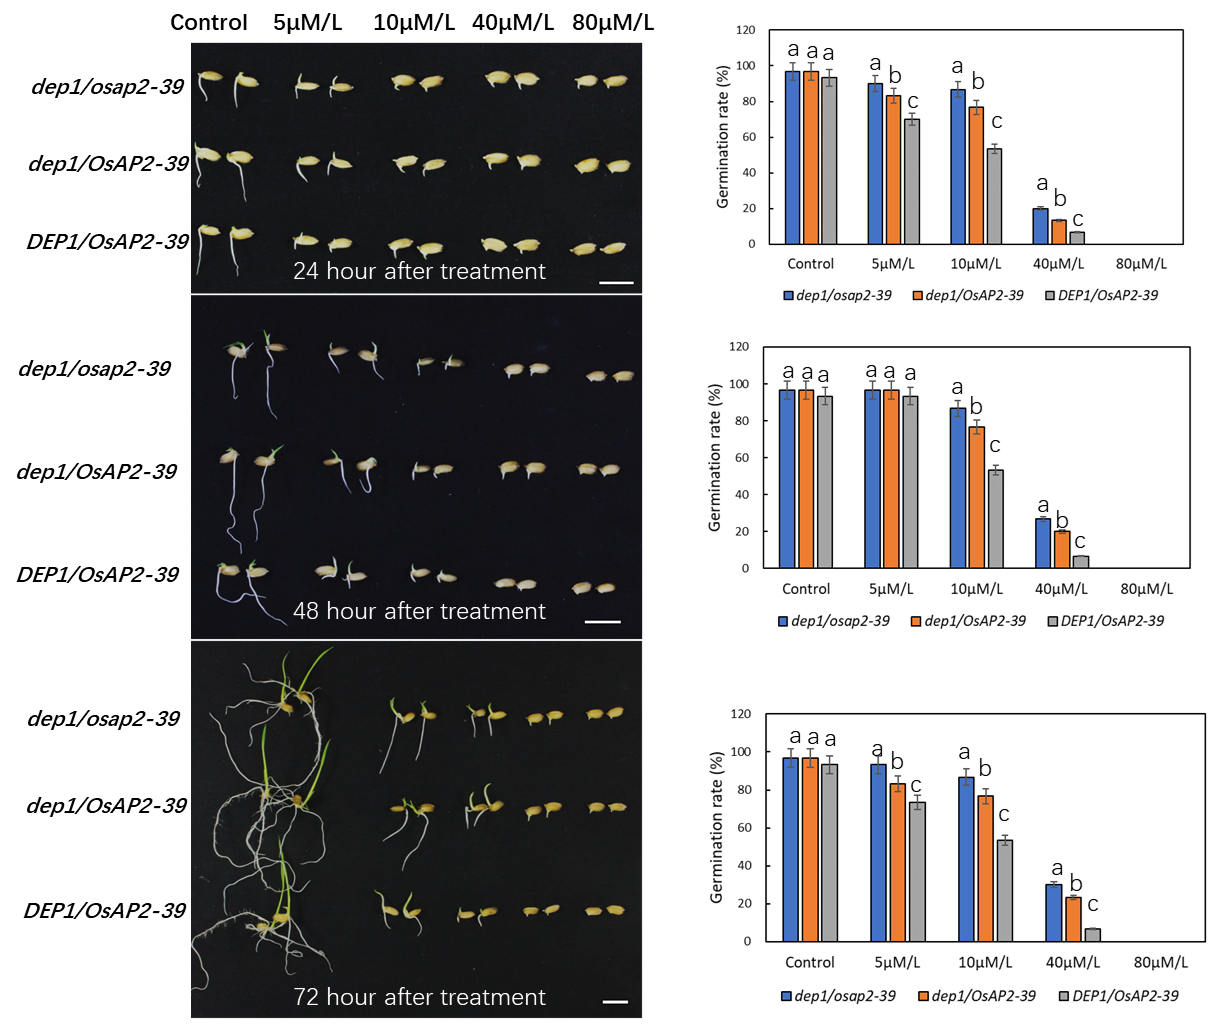 Control 5μM/L 10μM/L 40μM/L 80μM/L
dep1/osap2-39
dep1/OsAP2-39
DEP1/OsAP2-39
24 hour after treatment
dep1/osap2-39
dep1/OsAP2-39
DEP1/OsAP2-39
48 hour after treatment
dep1/osap2-39
dep1/OsAP2-39
DEP1/OsAP2-39
72 hour after treatment
Germination rate (%)
120
100
80
60
40
20
0
a a a
a b c
a b c
a b c
Control 5μM/L 10μM/L 40μM/L 80μM/L
dep1/osap2-39 dep1/OsAP2-39 DEP1/OsAP2-39
Germination rate (%)
120
100
80
60
40
20
0
a a a
a a a
a b c
a b c
Control 5μM/L 10μM/L 40μM/L 80μM/L
dep1/osap2-39 dep1/OsAP2-39 DEP1/OsAP2-39
Germination rate (%)
120
100
80
60
40
20
0
a a a
a b c
a b c
a b c
Control 5μM/L 10μM/L 40μM/L 80μM/L
dep1/osap2-39 dep1/OsAP2-39 DEP1/OsAP2-39